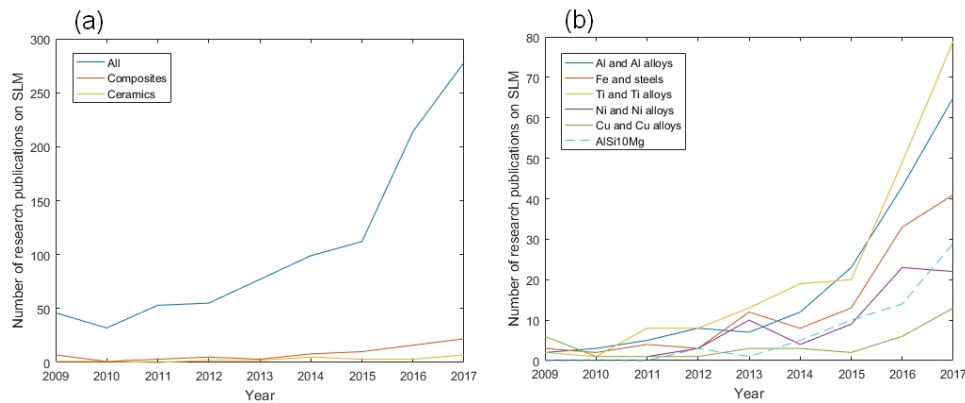 (a)
Number of research publications on SLM
300
250
200
150
100
50
0
All
Composites
Ceramics
2009 2010 2011 2012 2013 2014 2015 2016 2017
Year
(b)
Number of research publications on SLM
80
70
60
50
40
30
20
10
0
Al and Al alloys
Fe and steels
Ti and Ti alloys
Ni and Ni alloys
Cu and Cu alloys
AlSi10Mg
2009 2010 2011 2012 2013 2014 2015 2016 2017
Year